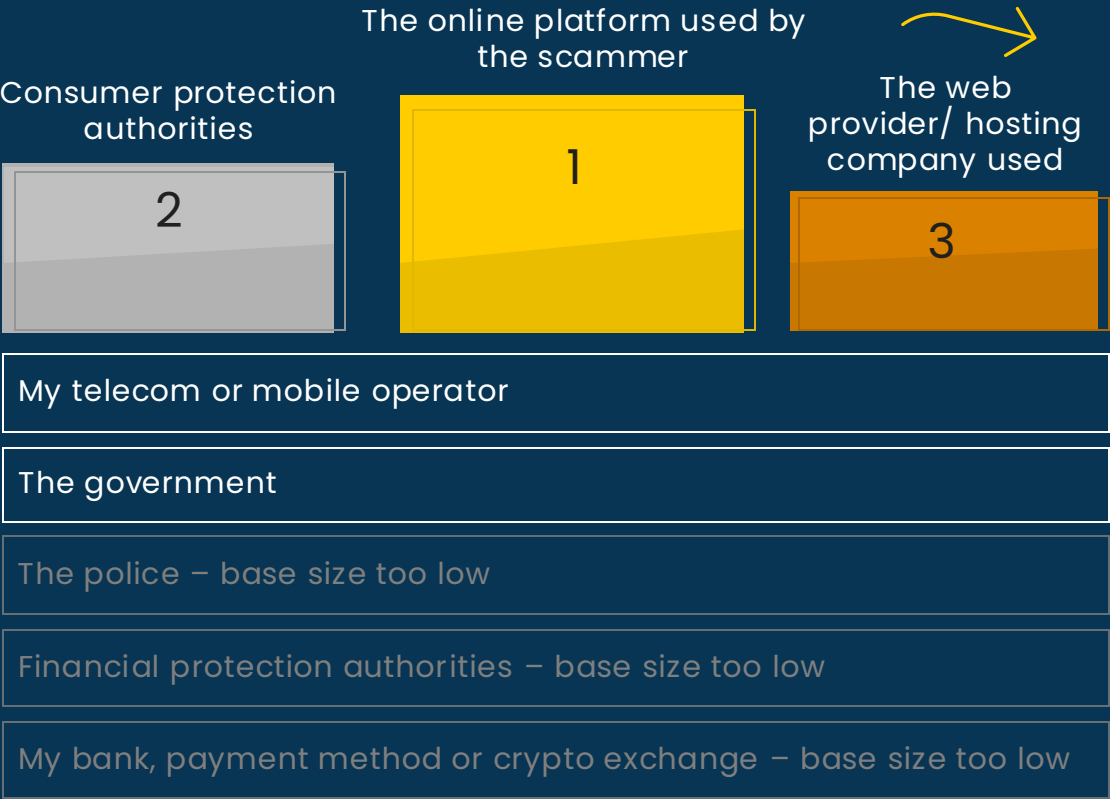 The online platform used by
the scammer
Consumer protection
authorities
The web
provider/ hosting
company used
1
2
3
My telecom or mobile operator
The government
The police – base size too low
Financial protection authorities – base size too low
My bank, payment method or crypto exchange – base size too low